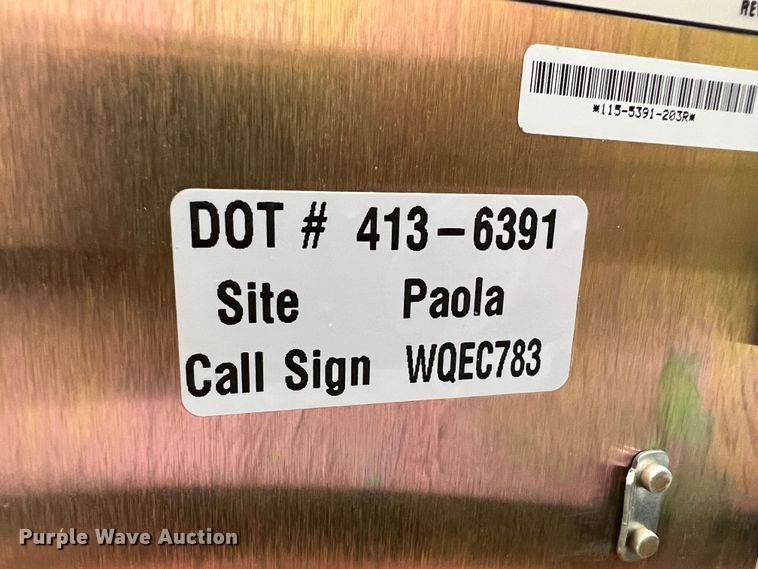 *115-5391-203R*
DOT # 413-6391
Site Paola
Call Sign WQEC783
Purple Wave Auction